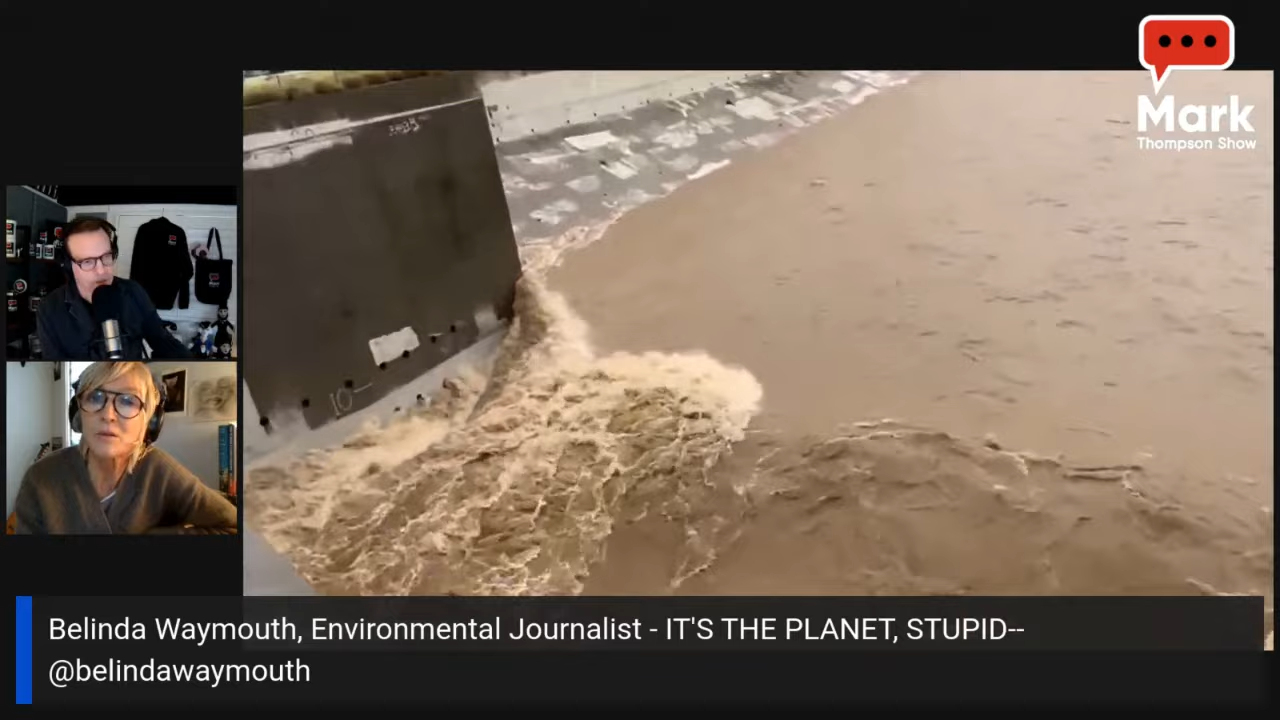 Mark
Thompson Show
Belinda Waymouth, Environmental Journalist - IT'S THE PLANET, STUPID--
@belindawaymouth